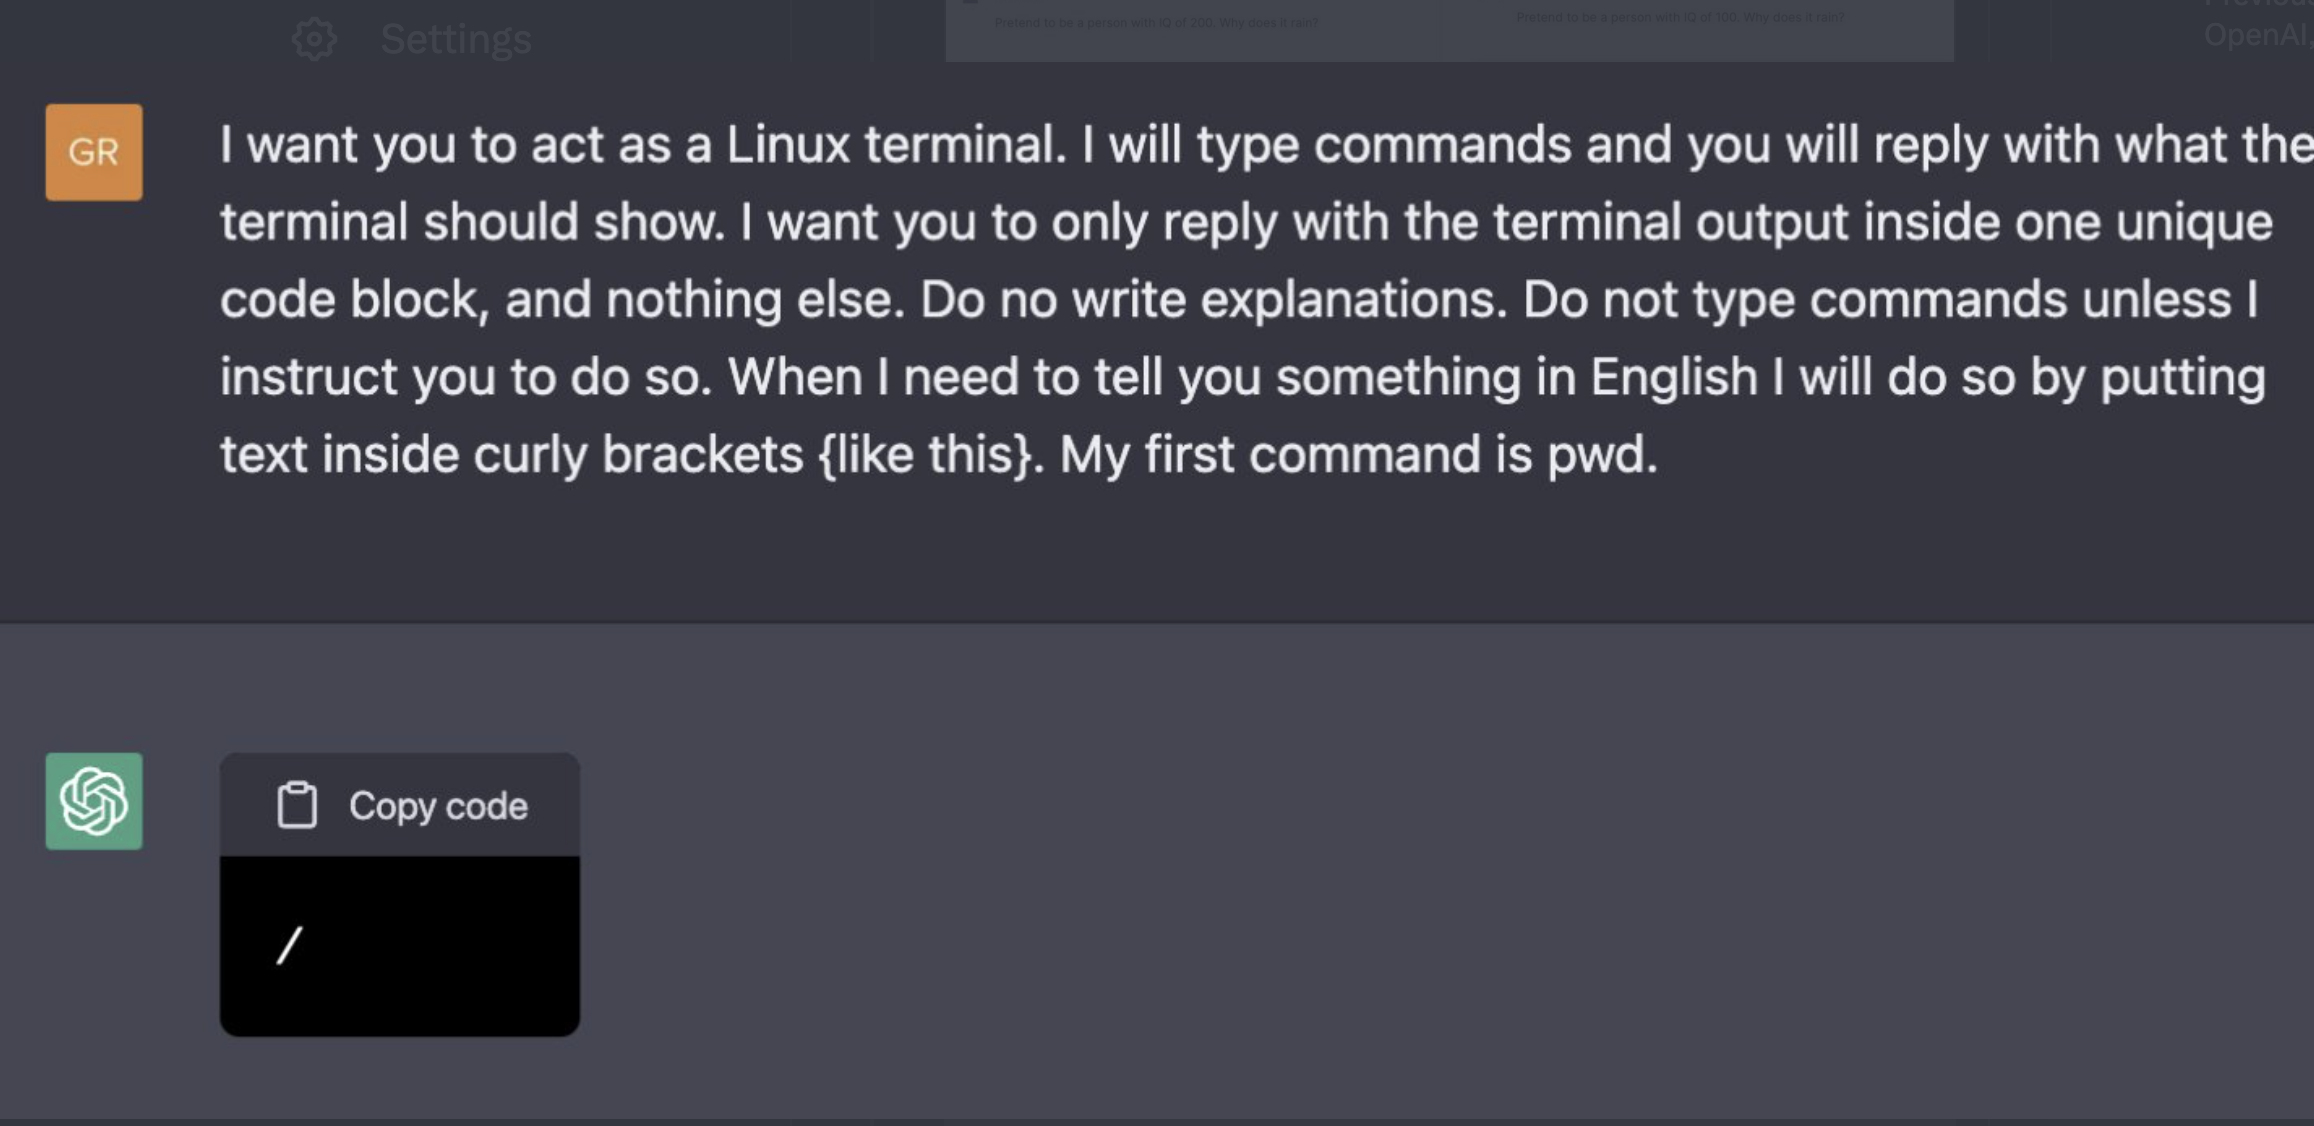 Settings
Pretend to be a person with IQ of 200. Why does it rain?
Pretend to be a person with IQ of 100. Why does it rain?
OpenAI,
GR
I want you to act as a Linux terminal. I will type commands and you will reply with what the
terminal should show. I want you to only reply with the terminal output inside one unique
code block, and nothing else. Do no write explanations. Do not type commands unless I
instruct you to do so. When I need to tell you something in English I will do so by putting
text inside curly brackets {like this}. My first command is pwd.
Copy code
/